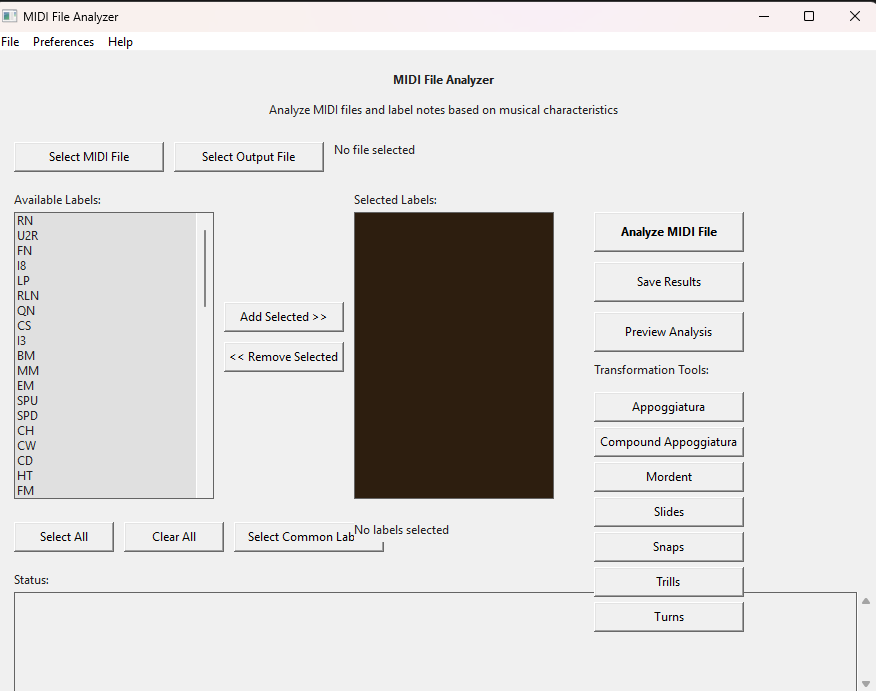 MIDI File Analyzer
File Preferences Help
MIDI File Analyzer
Analyze MIDI files and label notes based on musical characteristics
Select MIDI File
Select Output File
No file selected
Available Labels:
RN
U2R
FN
I8
LP
RLN
QN
CS
I3
BM
MM
EM
SPU
SPD
CH
CW
CD
HT
FM
Add Selected >>
<< Remove Selected
Selected Labels:
Analyze MIDI File
Save Results
Preview Analysis
Transformation Tools:
Appoggiatura
Compound Appoggiatura
Mordent
Slides
Snaps
Trills
Turns
Select All
Clear All
Select Common Lab
No labels selected
Status: